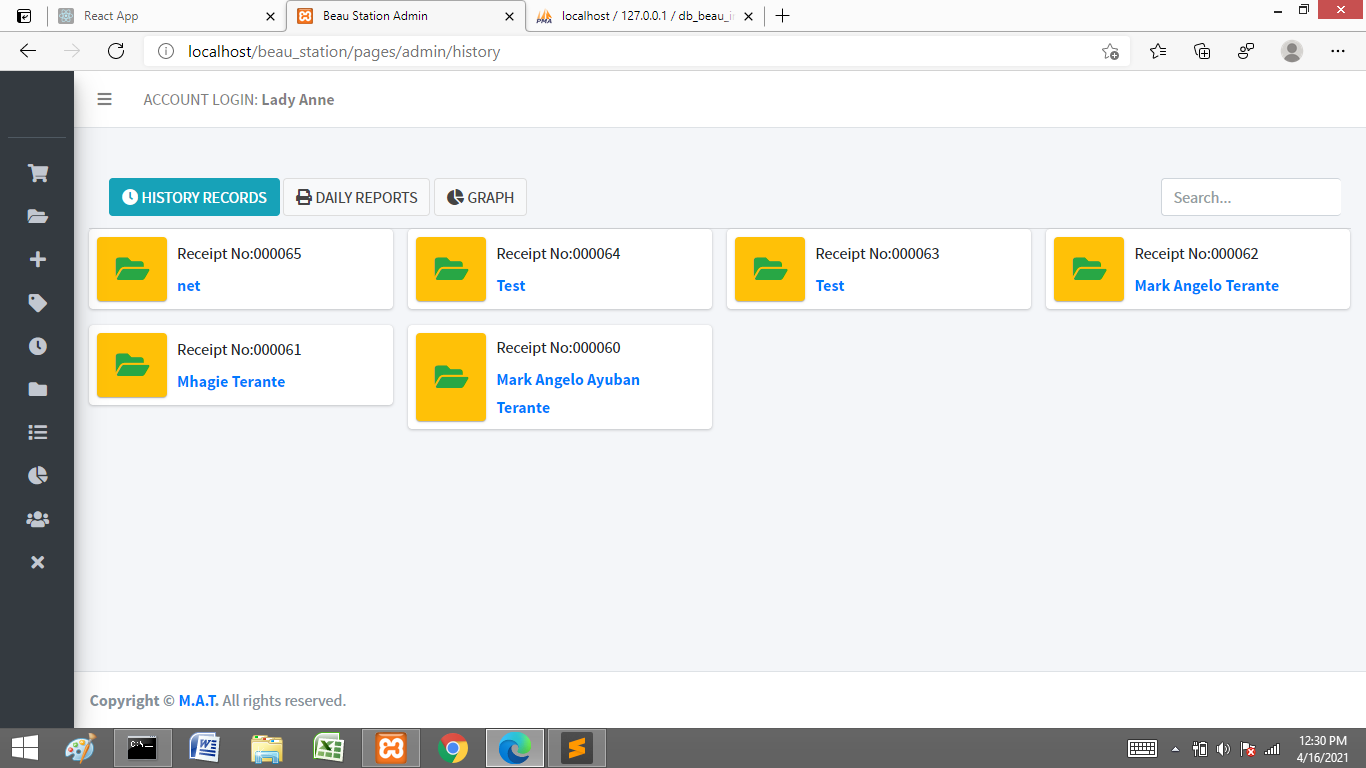 React App
Beau Station Admin
localhost / 127.0.0.1 / db_beau_i
localhost/beau_station/pages/admin/history
ACCOUNT LOGIN: Lady Anne
HISTORY RECORDS
DAILY REPORTS
GRAPH
Search...
Receipt No:000065
net
Receipt No:000064
Test
Receipt No:000063
Test
Receipt No:000062
Mark Angelo Terante
Receipt No:000061
Mhagie Terante
Receipt No:000060
Mark Angelo Ayuban
Terante
Copyright © M.A.T. All rights reserved.
12:30 PM
4/16/2021